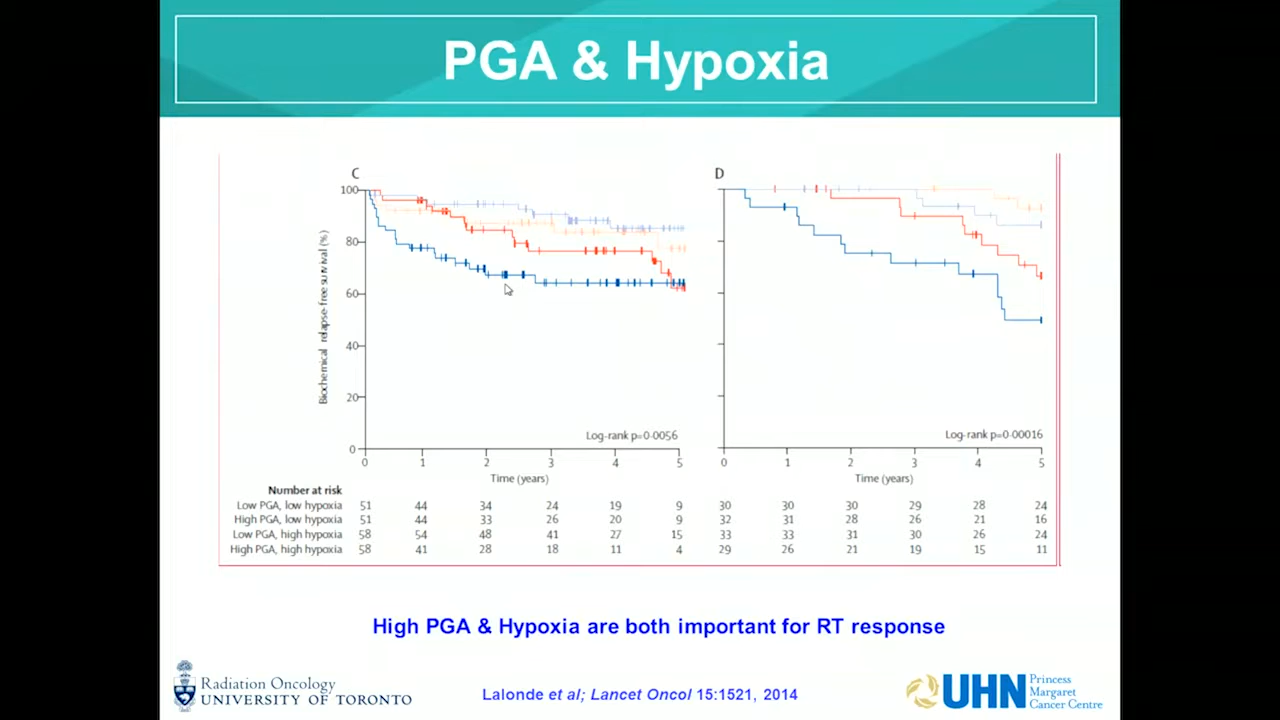 PGA & Hypoxia
C
D
100
80
60
40
20
0
Biochemical relapse-free survival (%)
Log-rank p=0·0056
Log-rank p=0·00016
0 1 2 3 4 5
0 1 2 3 4 5
Time (years)
Time (years)
Number at risk
Low PGA, low hypoxia 51 44 34 24 19 9 30 30 30 29 28 24
High PGA, low hypoxia 51 44 33 26 20 9 32 31 28 26 21 16
Low PGA, high hypoxia 58 54 48 41 27 15 33 33 31 30 26 24
High PGA, high hypoxia 58 41 28 18 11 4 29 26 21 19 15 11
High PGA & Hypoxia are both important for RT response
Radiation Oncology
UNIVERSITY OF TORONTO
Lalonde et al; Lancet Oncol 15:1521, 2014
UHN
Princess
Margaret
Cancer Centre